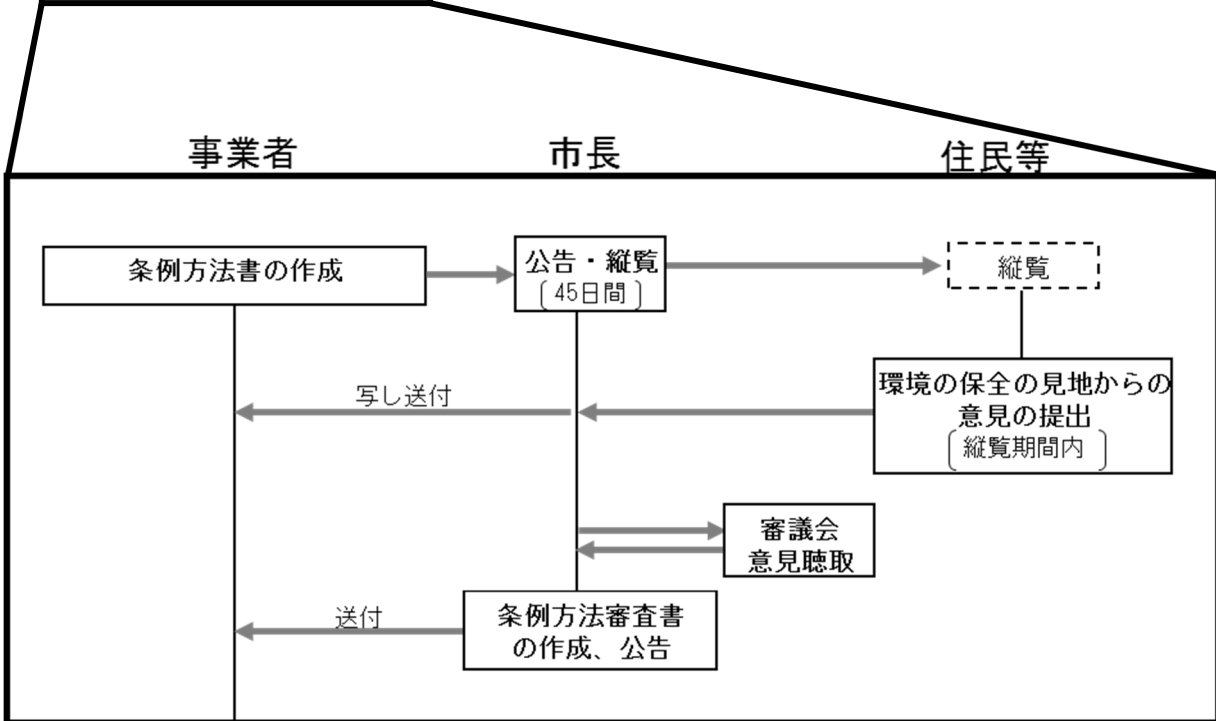 事業者
市長
住民等
条例方法書の作成
公告・縦覧
〔45日間〕
縦覧
環境の保全の見地からの
意見の提出
〔縦覧期間内〕
写し送付
審議会
意見聴取
条例方法審査書
の作成、公告
送付